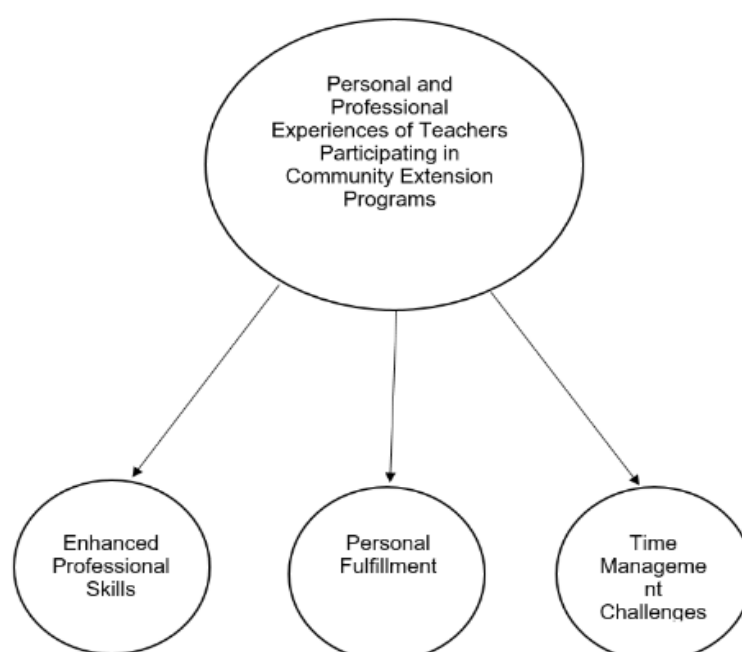 Personal and
Professional
Experiences of Teachers
Participating in
Community Extension
Programs
Enhanced
Professional
Skills
Personal
Fulfillment
Time
Manageme
nt
Challenges